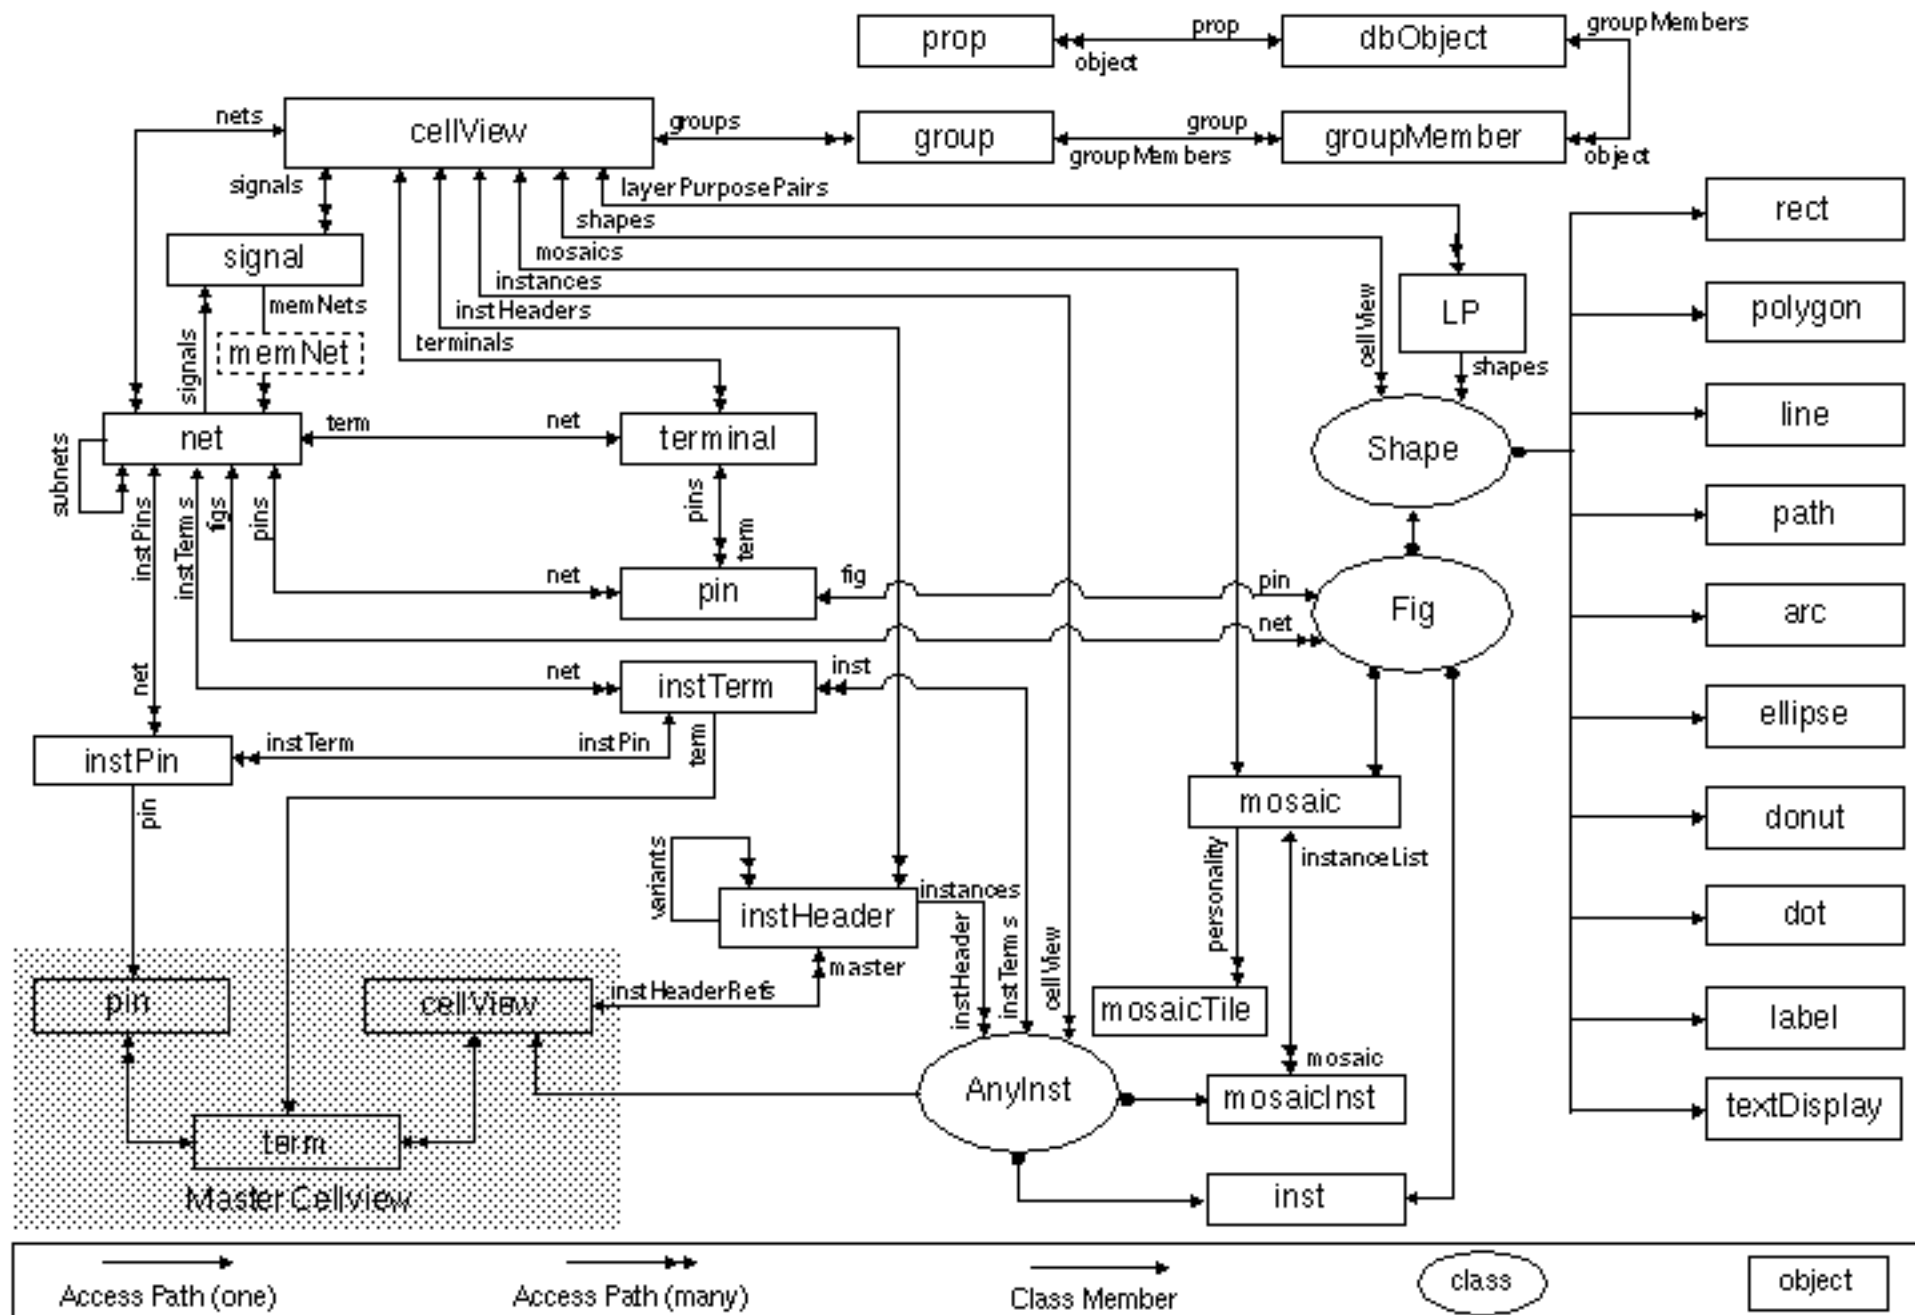 prop
prop
object
dbObject
groupMembers
nets
cellView
groups
group
group
groupMembers
groupMember
object
signals
layerPurposePairs
shapes
mosaics
instances
instHeaders
terminals
rect
signal
memNets
memNet
signals
cellView
LP
shapes
polygon
net
term
net
terminal
Shape
line
subnets
instPins
instTerms
figs
pins
pins
term
path
net
pin
fig
pin
net
Fig
arc
net
net
instTerm
inst
ellipse
instPin
instTerm
instPin
term
pin
mosaic
donut
variants
instHeader
instances
personality
instanceList
dot
master
instHeader
instTerms
cellView
pin
cellView
instHeaderRefs
mosaicTile
label
AnyInst
mosaic
mosaicInst
textDisplay
term
Master Cellview
inst
Access Path (one)
Access Path (many)
Class Member
class
object